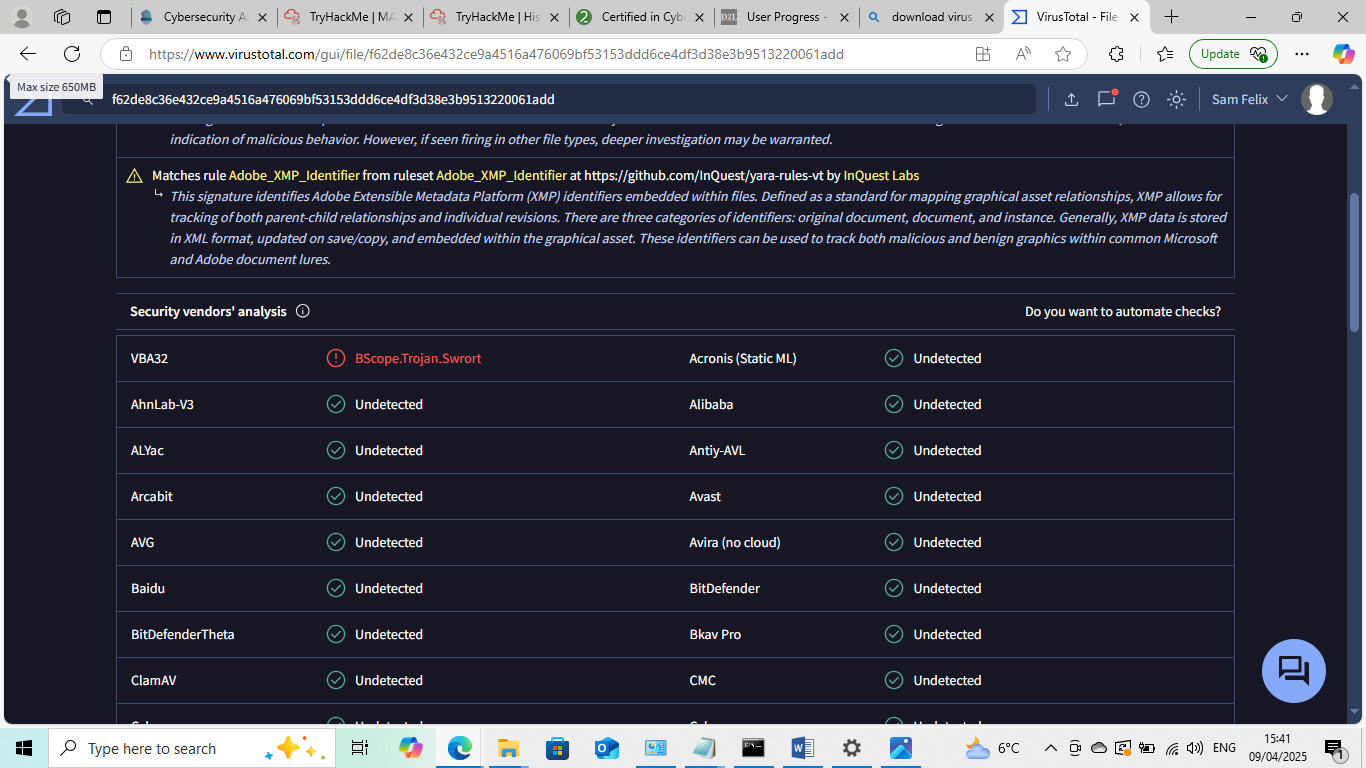 Cybersecurity A
TryHackMe | MA
TryHackMe | His
Certified in Cyb
D2L
User Progress -
download virus
VirusTotal - File
https://www.virustotal.com/gui/file/f62de8c36e432ce9a4516a476069bf53153ddd6ce4df3d38e3b9513220061add
Update
Max size 650MB
f62de8c36e432ce9a4516a476069bf53153ddd6ce4df3d38e3b9513220061add
Sam Felix
indication of malicious behavior. However, if seen firing in other file types, deeper investigation may be warranted.
Matches rule Adobe_XMP_Identifier from ruleset Adobe_XMP_Identifier at https://github.com/InQuest/yara-rules-vt by InQuest Labs
This signature identifies Adobe Extensible Metadata Platform (XMP) identifiers embedded within files. Defined as a standard for mapping graphical asset relationships, XMP allows for
tracking of both parent-child relationships and individual revisions. There are three categories of identifiers: original document, document, and instance. Generally, XMP data is stored
in XML format, updated on save/copy, and embedded within the graphical asset. These identifiers can be used to track both malicious and benign graphics within common Microsoft
and Adobe document lures.
Security vendors' analysis
Do you want to automate checks?
VBA32 BScope.Trojan.Swrort Acronis (Static ML) Undetected
AhnLab-V3 Undetected Alibaba Undetected
ALYac Undetected Antiy-AVL Undetected
Arcabit Undetected Avast Undetected
AVG Undetected Avira (no cloud) Undetected
Baidu Undetected BitDefender Undetected
BitDefenderTheta Undetected Bkav Pro Undetected
ClamAV Undetected CMC Undetected
Type here to search
6°C
ENG
15:41
09/04/2025
1